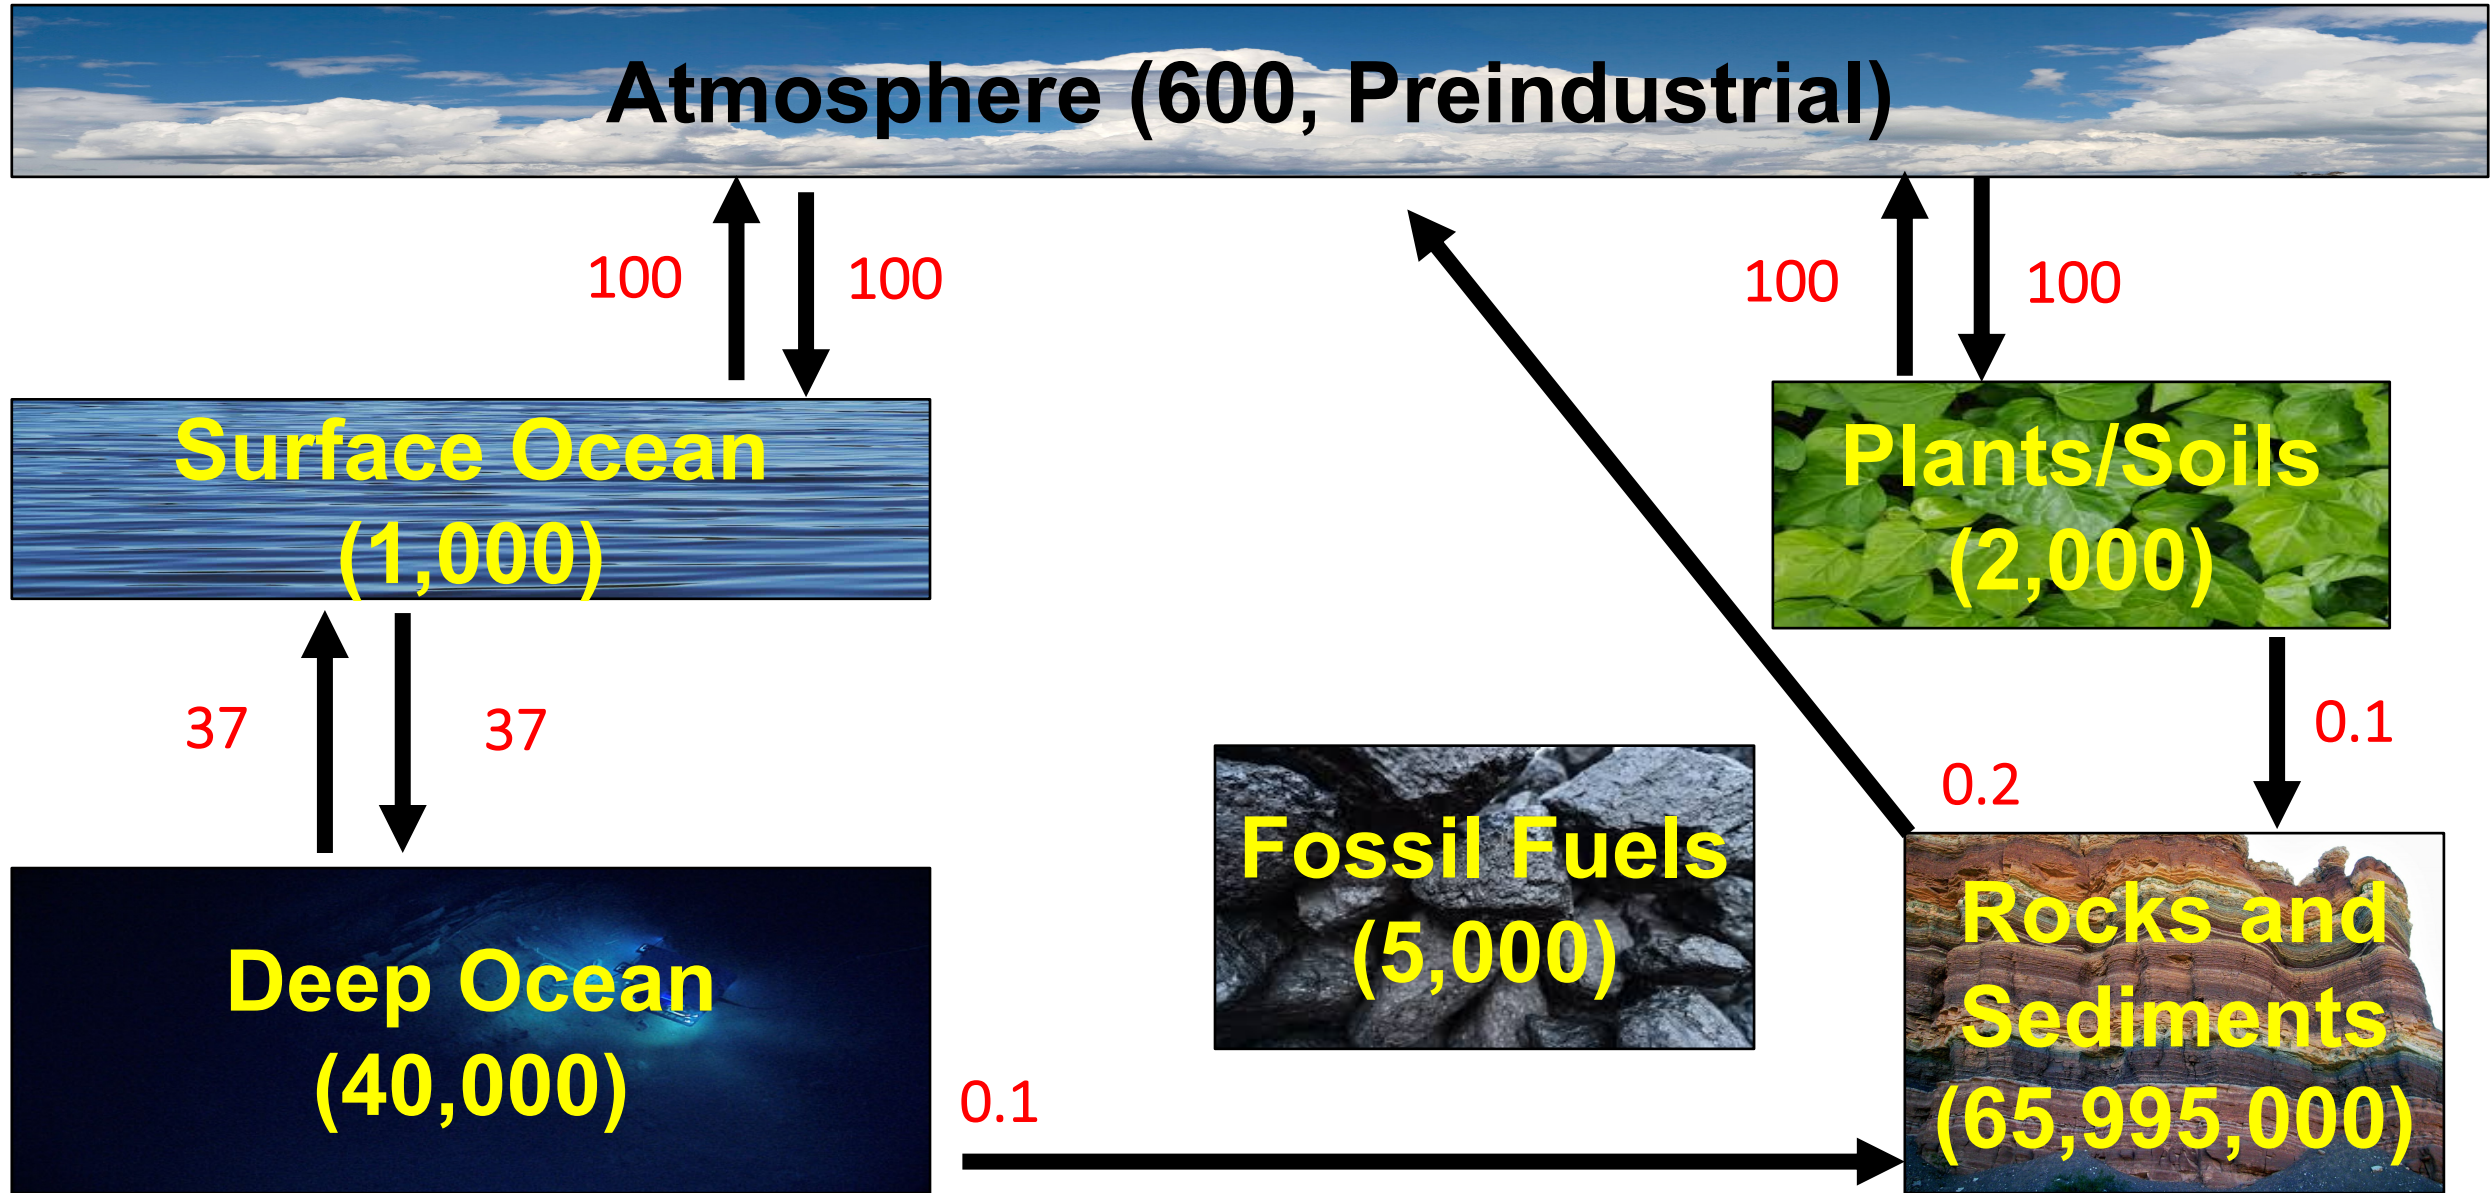 Atmosphere (600, Preindustrial)
100
100
100
100
Surface Ocean
(1,000)
Plants/Soils
(2,000)
37
37
0.1
0.2
Fossil Fuels
(5,000)
Rocks and
Sediments
(65,995,000)
Deep Ocean
(40,000)
0.1